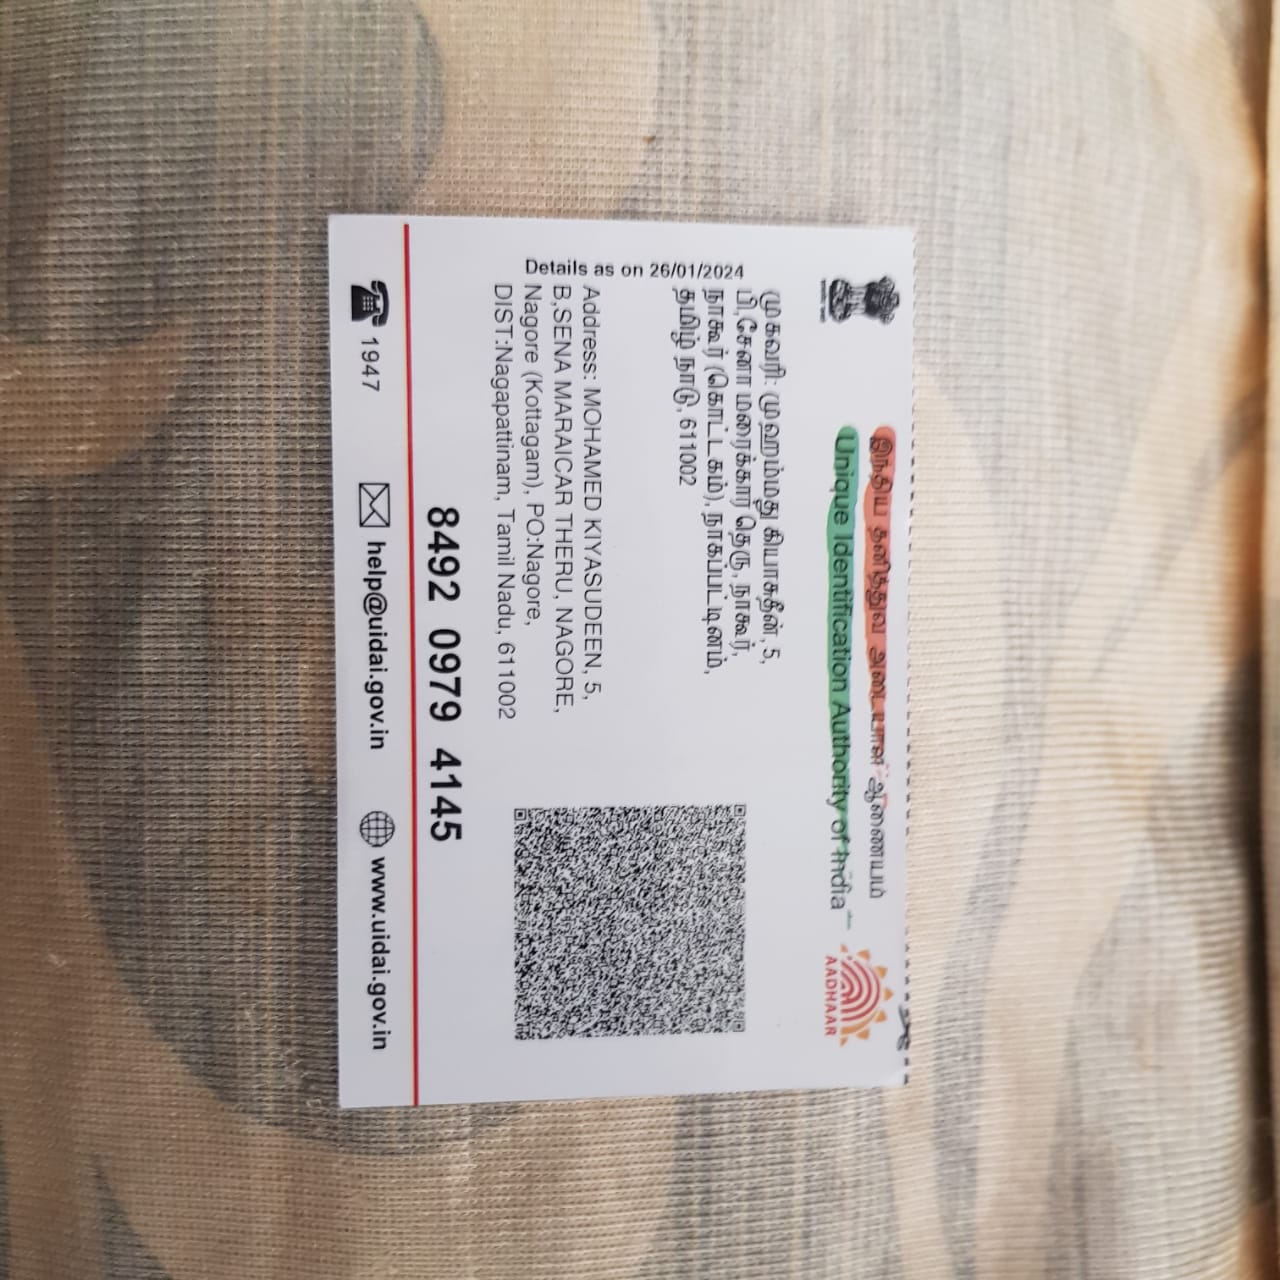 இந்திய தனித்துவ அடையாள ஆணையம்
Unique Identification Authority of India
AADHAAR
Details as on 26/01/2024
முகவரி: முஹம்மது கியாசுதீன், 5,
பி,சேனா மரைக்கார் தெரு, நாகூர்,
நாகூர் (கொட்டகம்), நாகப்பட்டினம்,
தமிழ் நாடு, 611002
Address: MOHAMED KIYASUDEEN, 5,
B,SENA MARAICAR THERU, NAGORE,
Nagore (Kottagam), PO:Nagore,
DIST:Nagapattinam, Tamil Nadu, 611002
8492 0979 4145
1947 help@uidai.gov.in www.uidai.gov.in